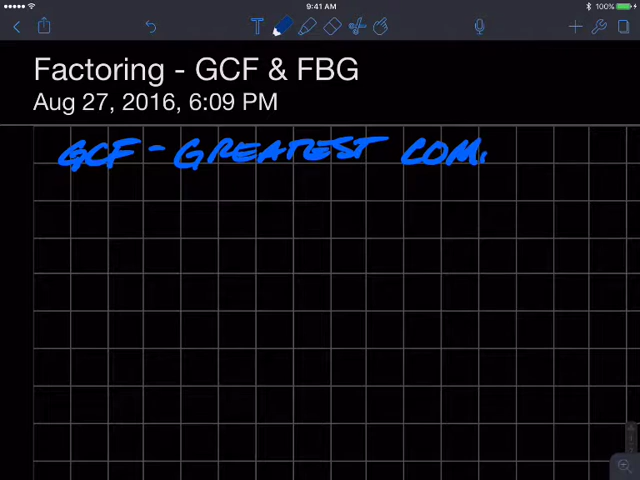 9:41 AM
100%
Factoring - GCF & FBG
Aug 27, 2016, 6:09 PM
GCF - GREATEST COM